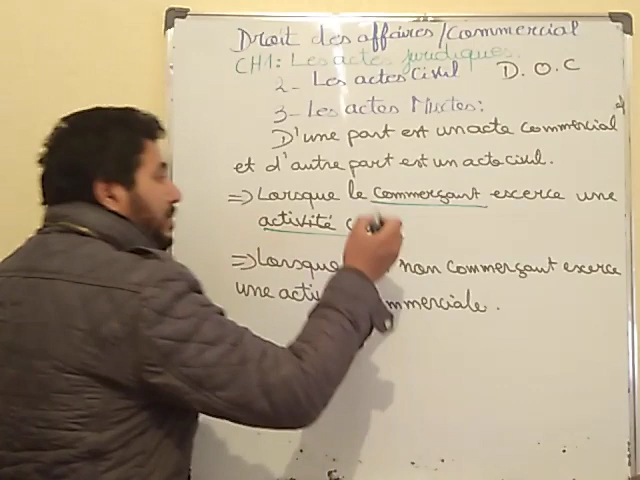 Droit des affaires/Commercial
CH1: Les actes juridiques.
2- Les actes Civil D.O.C
3- Les actes Mixtes:
D'une part est un acte commercial
et d'autre part est un acte civil.
=> Lorsque le commerçant exerce une
activité
=> Lorsque non commerçant exerce
une commerciale.